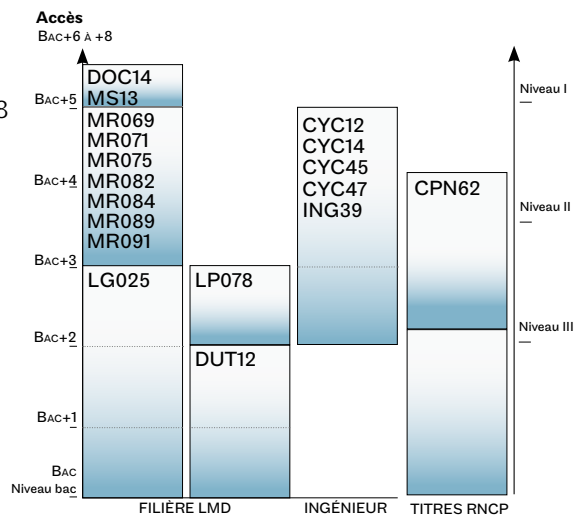 Accès
BAC+6 À +8
8
BAC+5
BAC+4
BAC+3
BAC+2
BAC+1
BAC
Niveau bac
DOC14
MS13
MR069
MR071
MR075
MR082
MR084
MR089
MR091
LG025
LP078
DUT12
CYC12
CYC14
CYC45
CYC47
ING39
CPN62
Niveau I
Niveau II
Niveau III
FILIÈRE LMD
INGÉNIEUR
TITRES RNCP